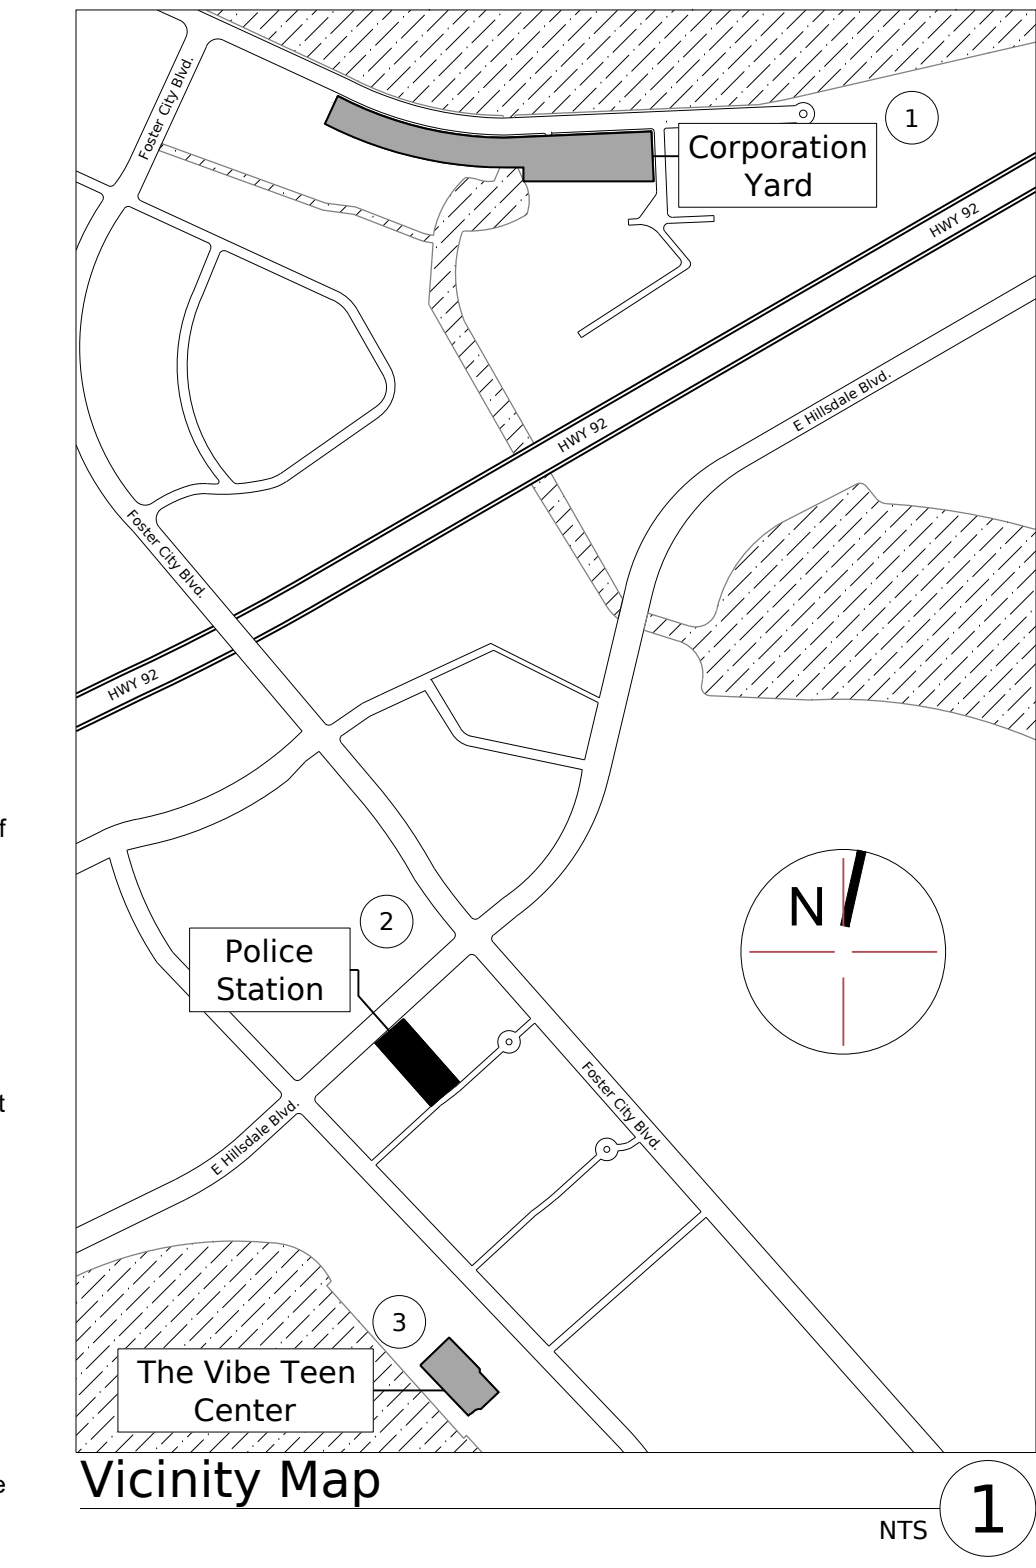 Foster City Blvd.
1
Corporation
Yard
HWY 92
E Hillsdale Blvd.
HWY 92
Foster City Blvd.
HWY 92
f
2
N
Police
Station
Foster City Blvd.
t
E Hillsdale Blvd.
3
The Vibe Teen
Center
Vicinity Map
e
NTS
1